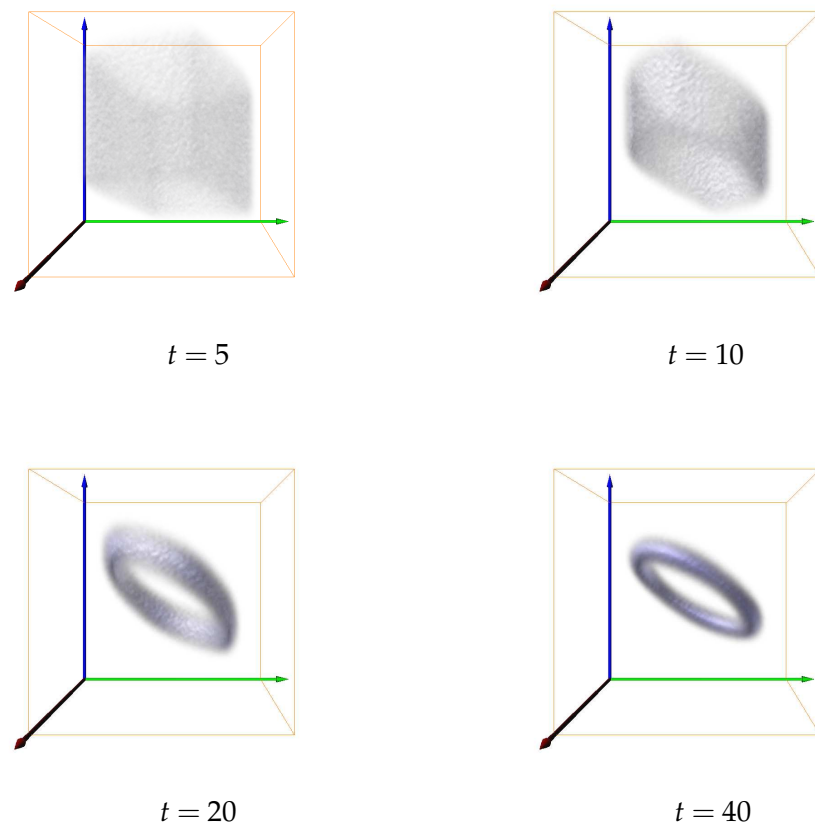 t = 5
t = 10
t = 20
t = 40